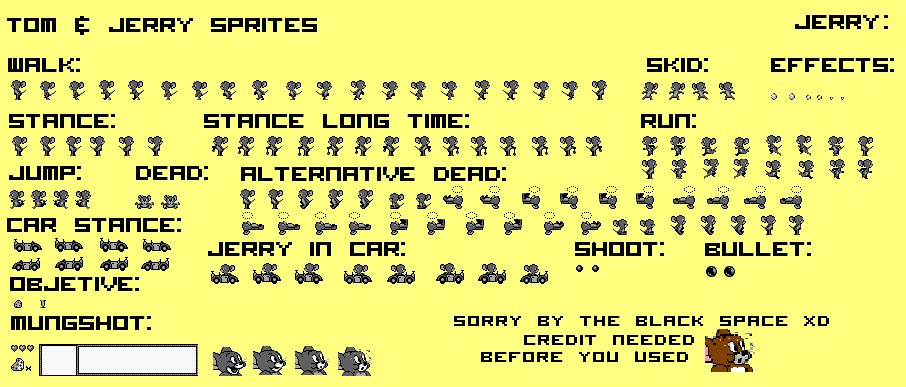 TOM & JERRY SPRITES
JERRY:
WALK:
SKID:
EFFECTS:
STANCE:
STANCE LONG TIME:
RUN:
JUMP:
DEAD:
ALTERNATIVE DEAD:
CAR STANCE:
JERRY IN CAR:
SHOOT:
BULLET:
OBJETIVE:
MUNGSHOT:
x
SORRY BY THE BLACK SPACE XD
CREDIT NEEDED
BEFORE YOU USED